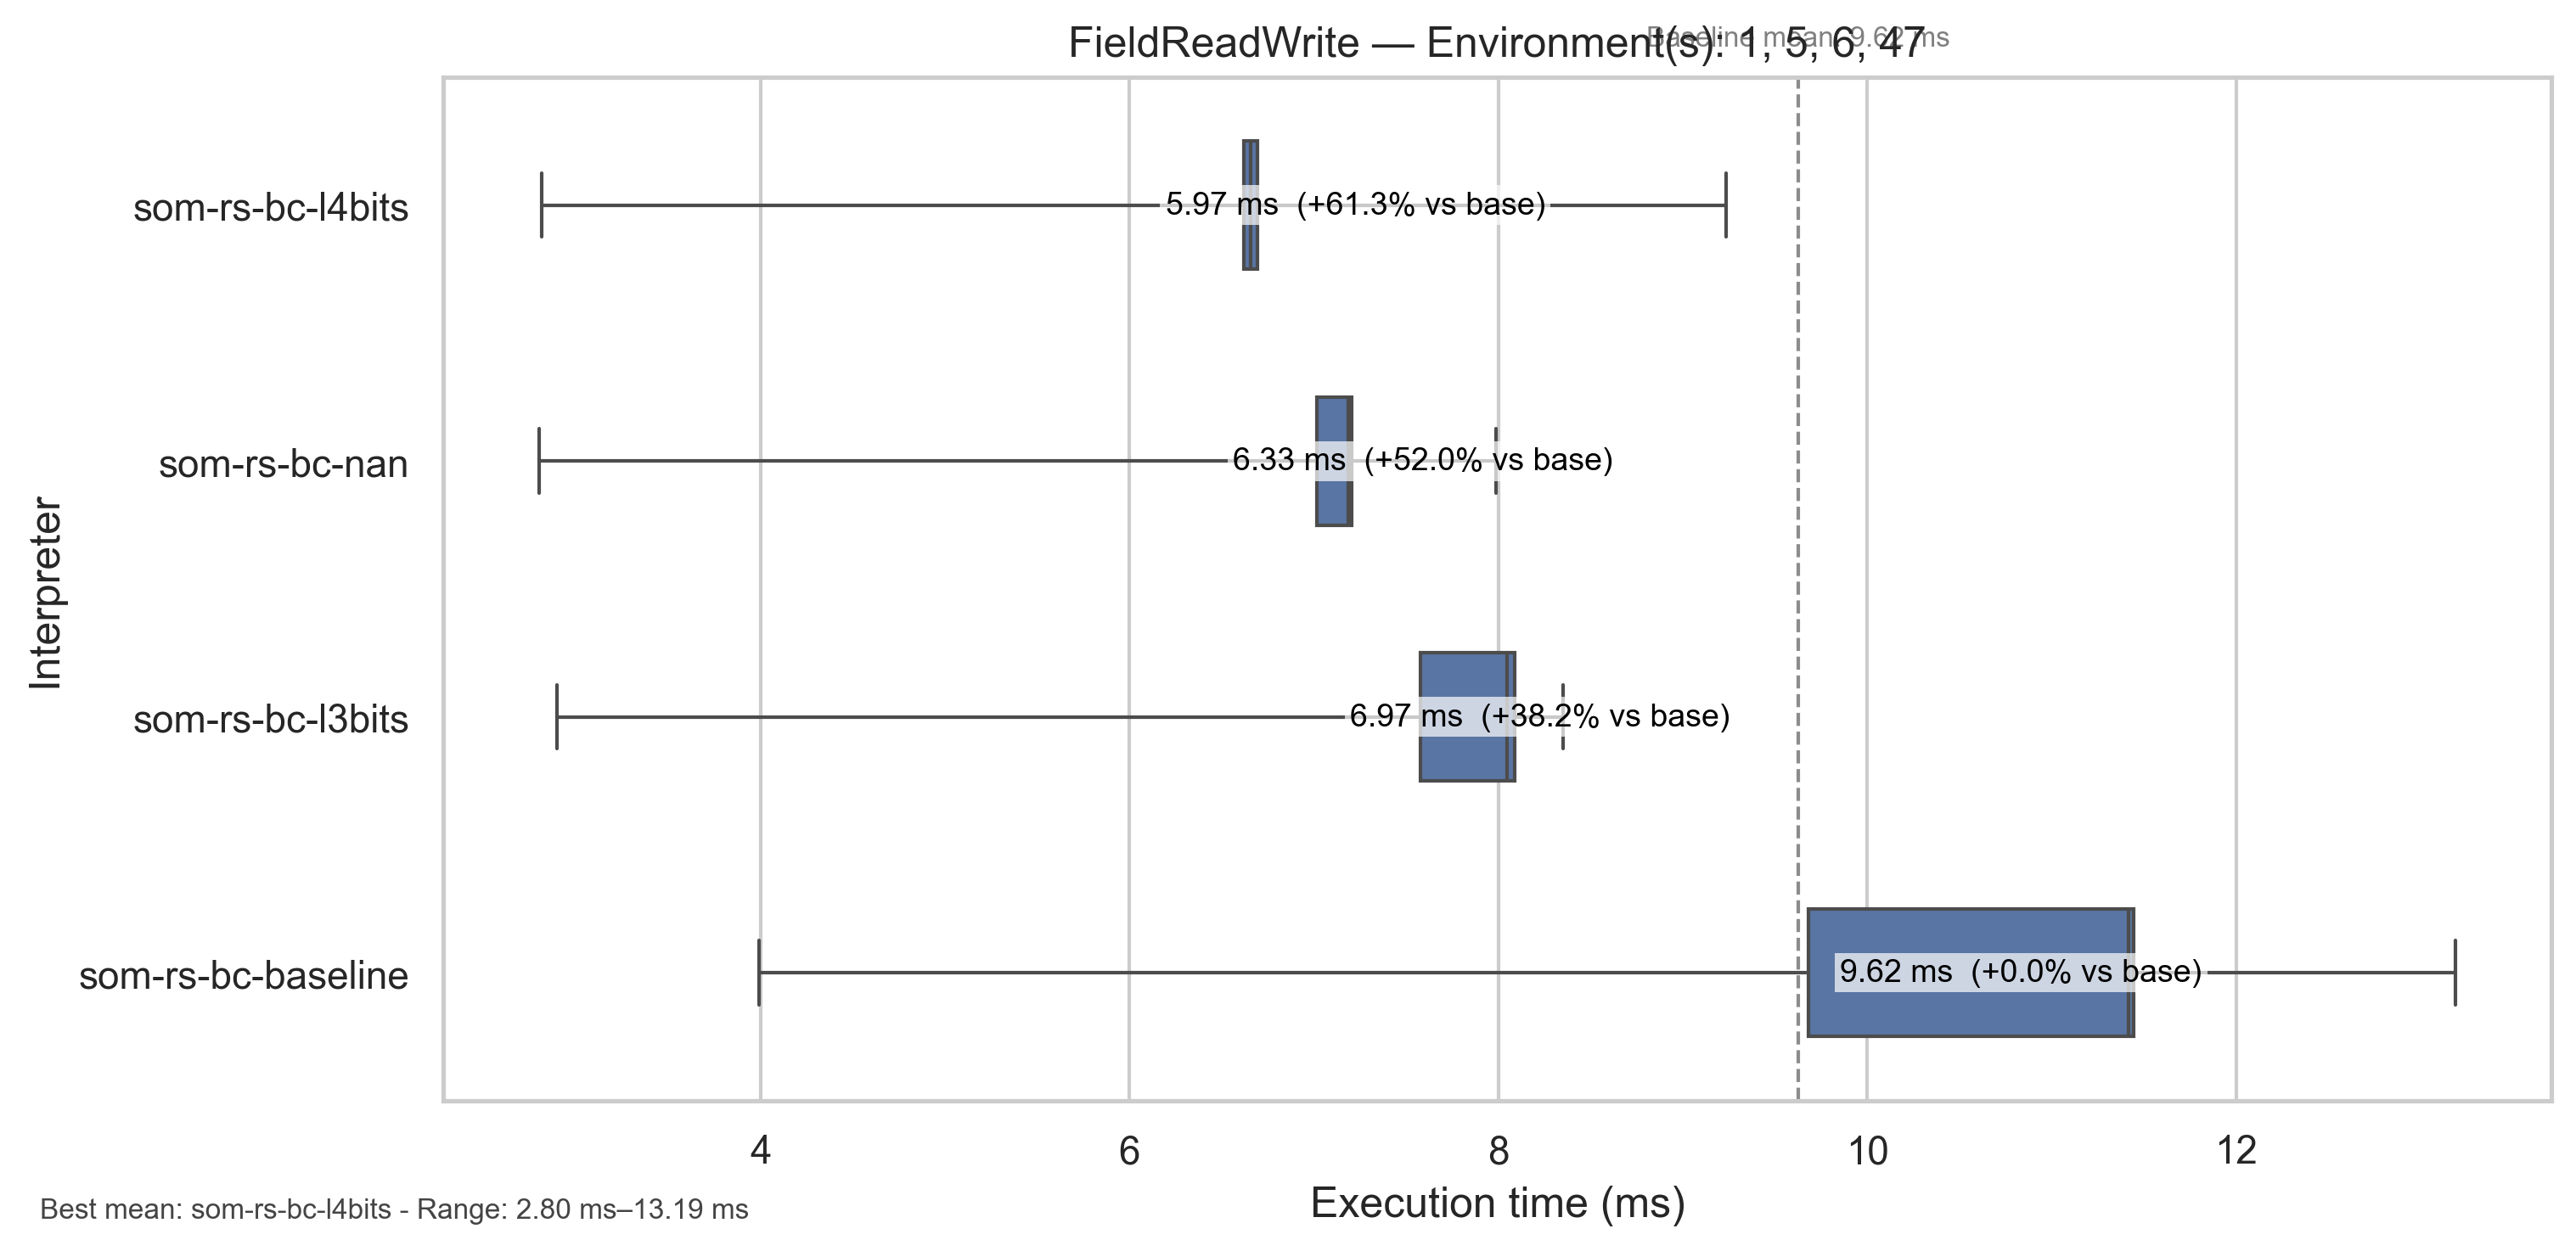 FieldReadWrite — Environment(s): 1, 5, 6, 47
Baseline mean: 9.62 ms
Interpreter
som-rs-bc-l4bits
5.97 ms (+61.3% vs base)
som-rs-bc-nan
6.33 ms (+52.0% vs base)
som-rs-bc-l3bits
6.97 ms (+38.2% vs base)
som-rs-bc-baseline
9.62 ms (+0.0% vs base)
4 6 8 10 12
Execution time (ms)
Best mean: som-rs-bc-l4bits - Range: 2.80 ms–13.19 ms